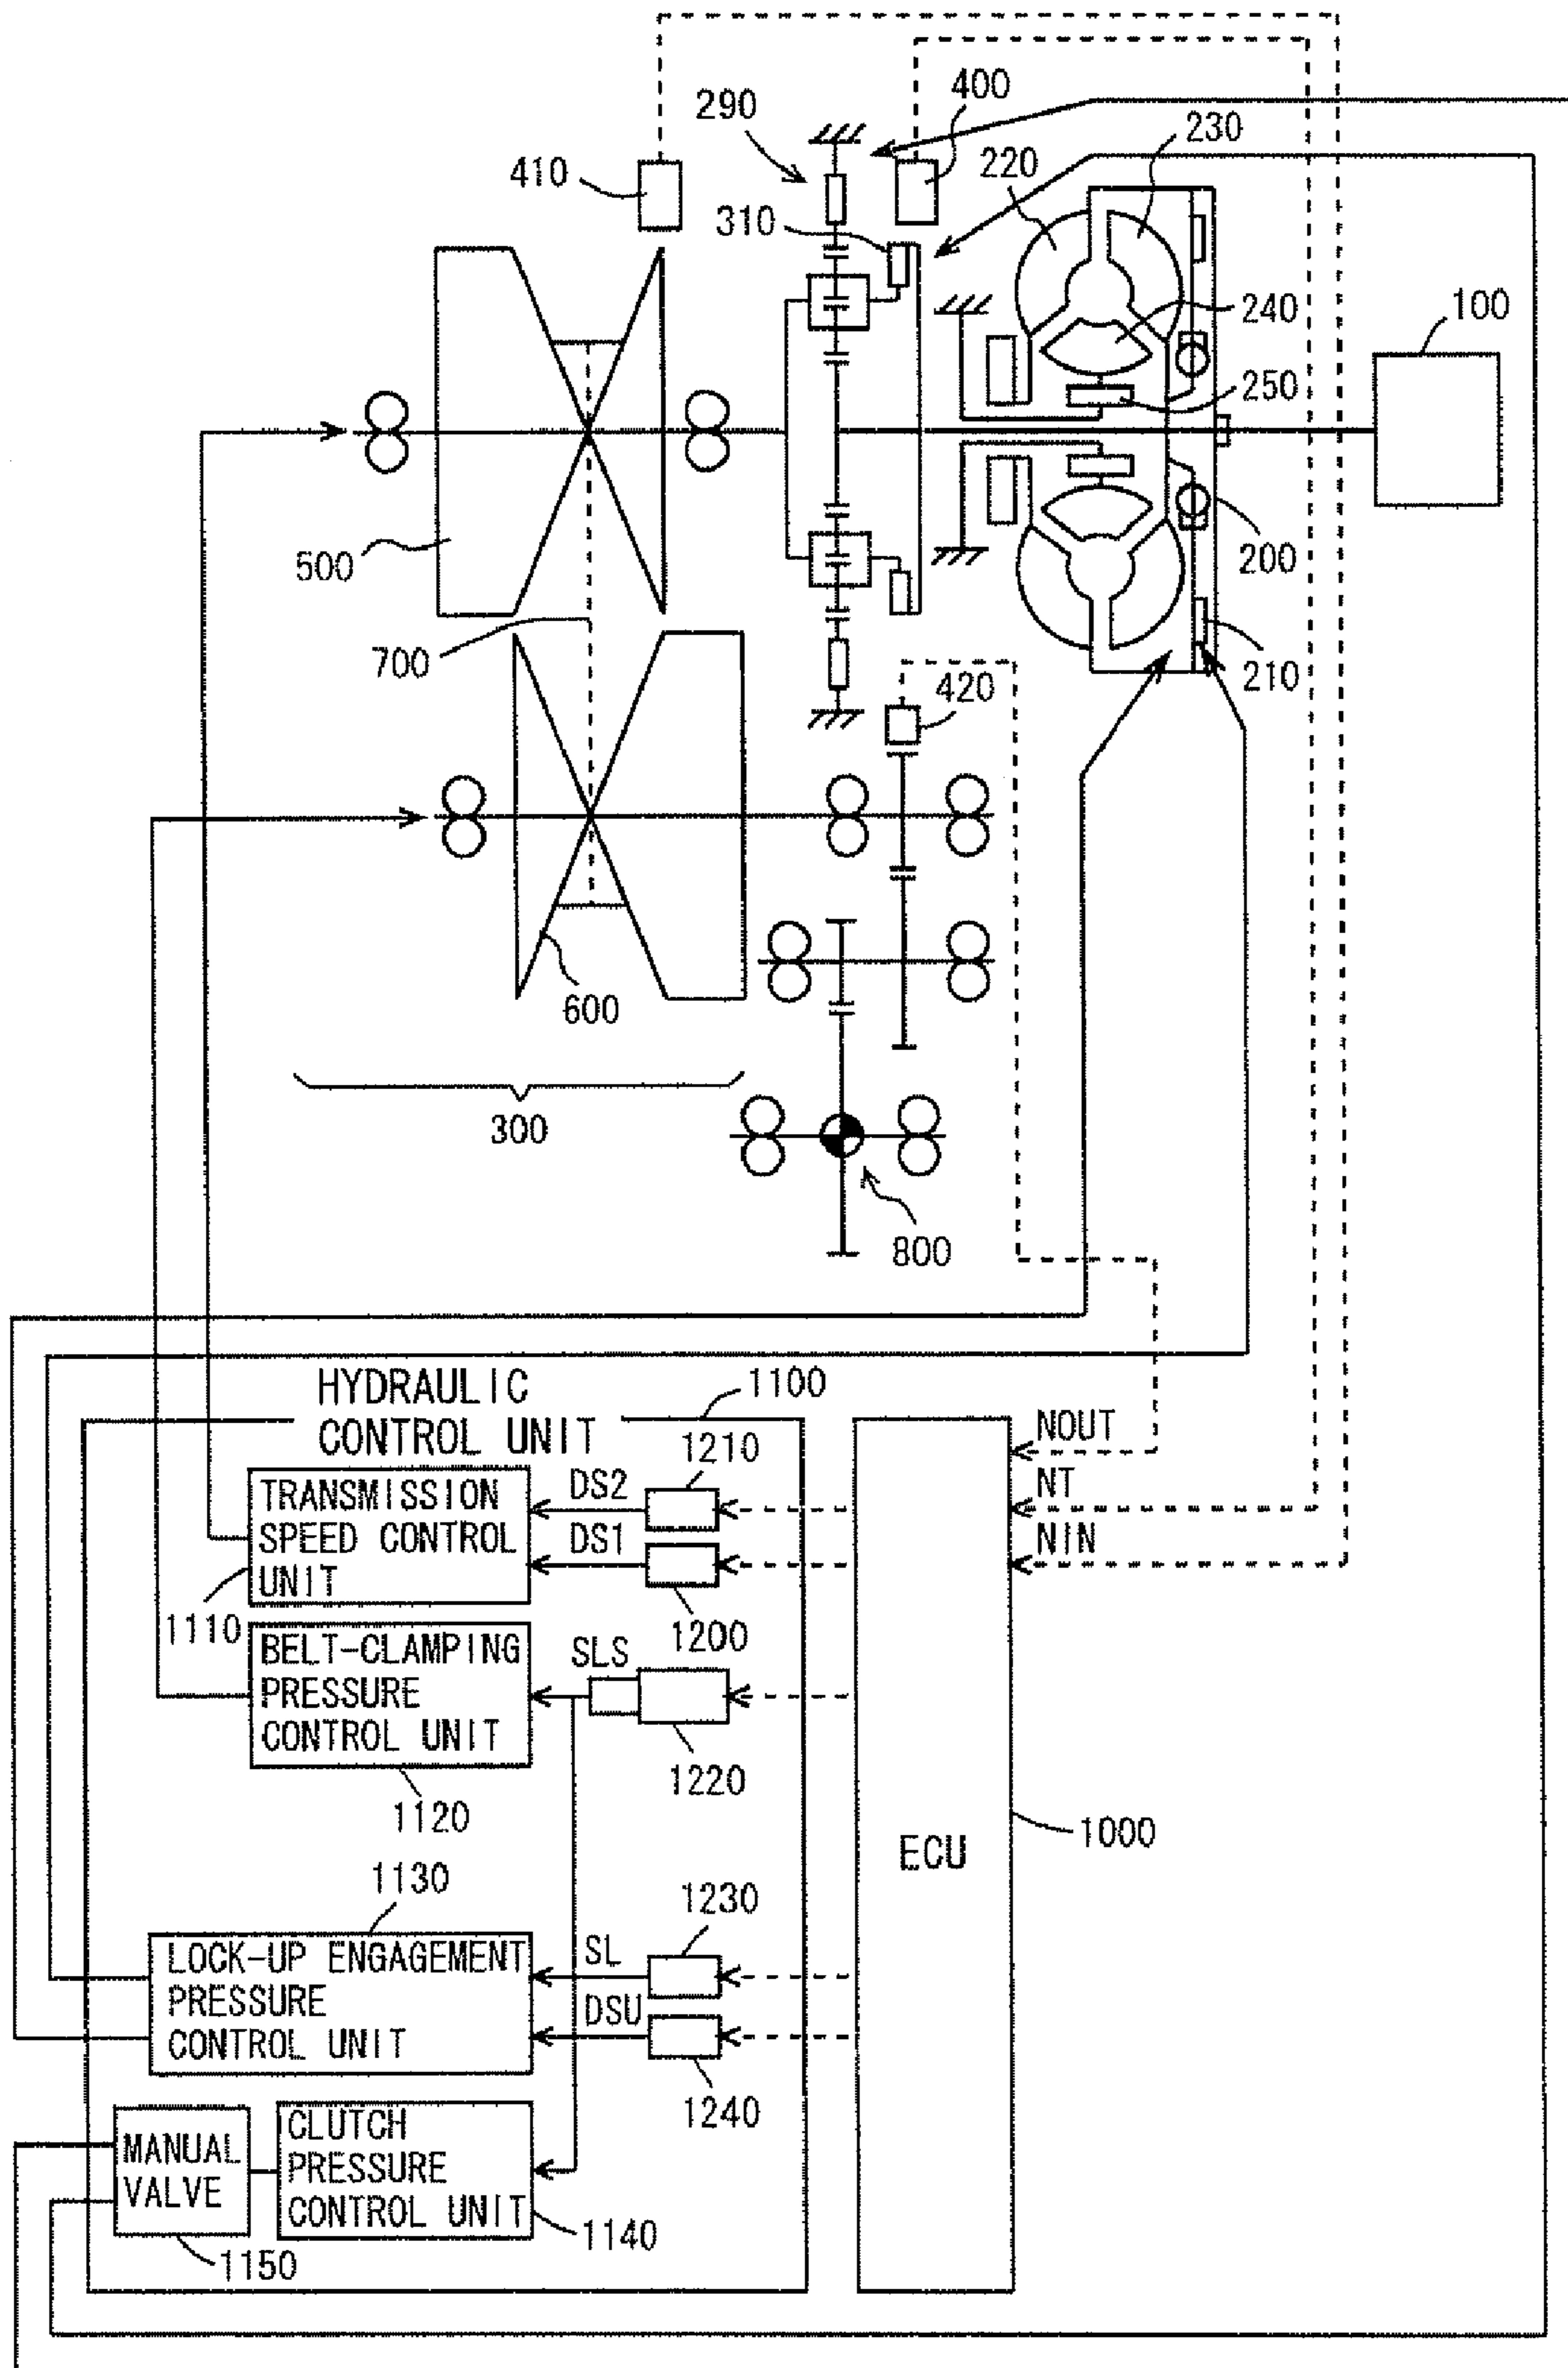 400
290
230
410
220
310
240
100
250
500
200
700
210
420
600
300
800
HYDRAULIC
CONTROL UNIT
1100
1210
NOUT
DS2
NT
TRANSMISSION
SPEED CONTROL
UNIT
DS1
NIN
1110
1200
BELT-CLAMPING
PRESSURE
CONTROL UNIT
SLS
1220
1120
ECU
1000
1130
1230
LOCK-UP ENGAGEMENT
PRESSURE
CONTROL UNIT
SL
DSU
1240
MANUAL
VALVE
CLUTCH
PRESSURE
CONTROL UNIT
1140
1150